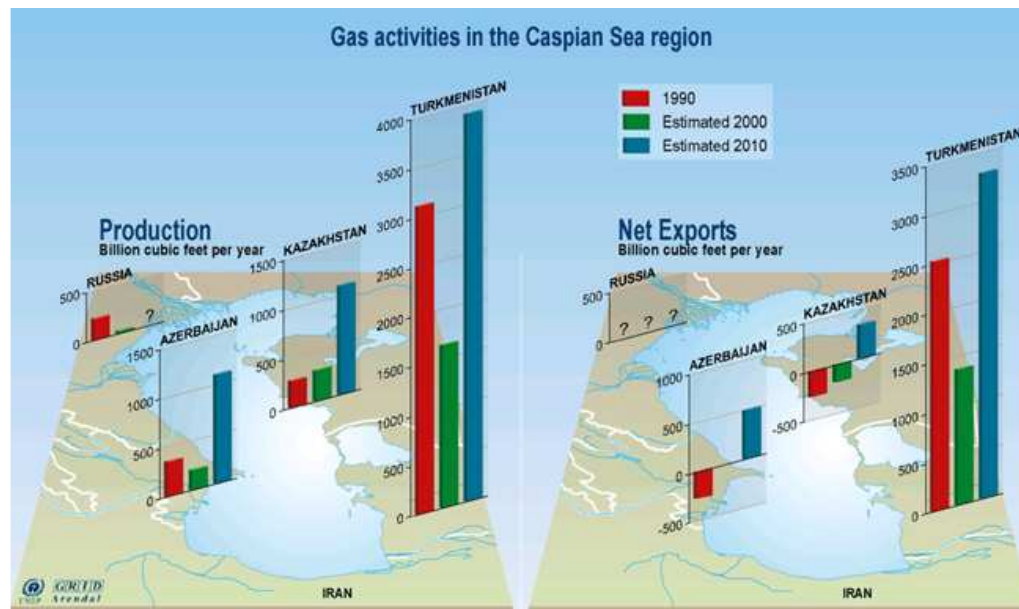 Gas activities in the Caspian Sea region
1990
Estimated 2000
Estimated 2010
Production
Billion cubic feet per year
RUSSIA
500
0
?
AZERBAIJAN
1500
1000
500
0
KAZAKHSTAN
1500
1000
500
0
TURKMENISTAN
4000
3500
3000
2500
2000
1500
1000
500
0
IRAN
Net Exports
Billion cubic feet per year
RUSSIA
500
0
? ? ?
AZERBAIJAN
1000
500
0
-500
KAZAKHSTAN
500
0
-500
TURKMENISTAN
3500
3000
2500
2000
1500
1000
500
0
IRAN
UNEP
GRID
Arendal